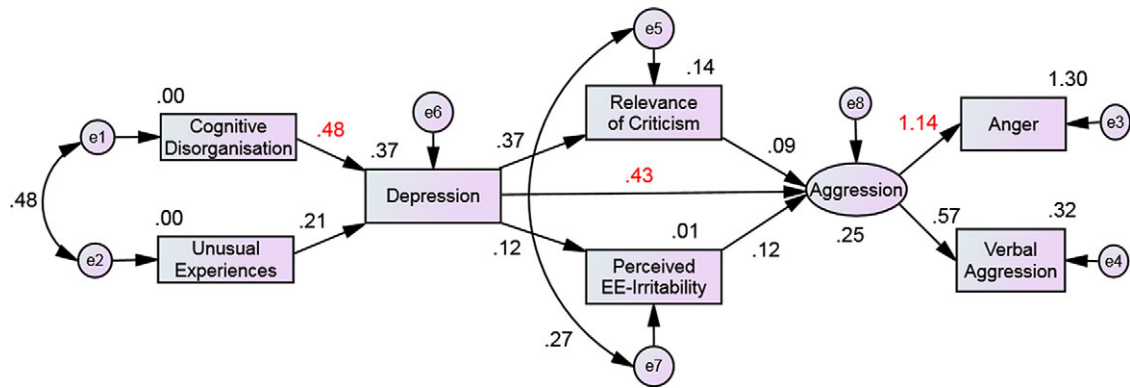 e5
.14
1.30
.00
e6
e8
Relevance
of Criticism
e1
Cognitive
Disorganisation
.48
1.14
Anger
e3
.37
.37
.09
.48
Depression
.43
Aggression
.00
.21
.12
.01
.12
.25
.57
.32
e2
Unusual
Experiences
Perceived
EE-Irritability
Verbal
Aggression
e4
.27
e7